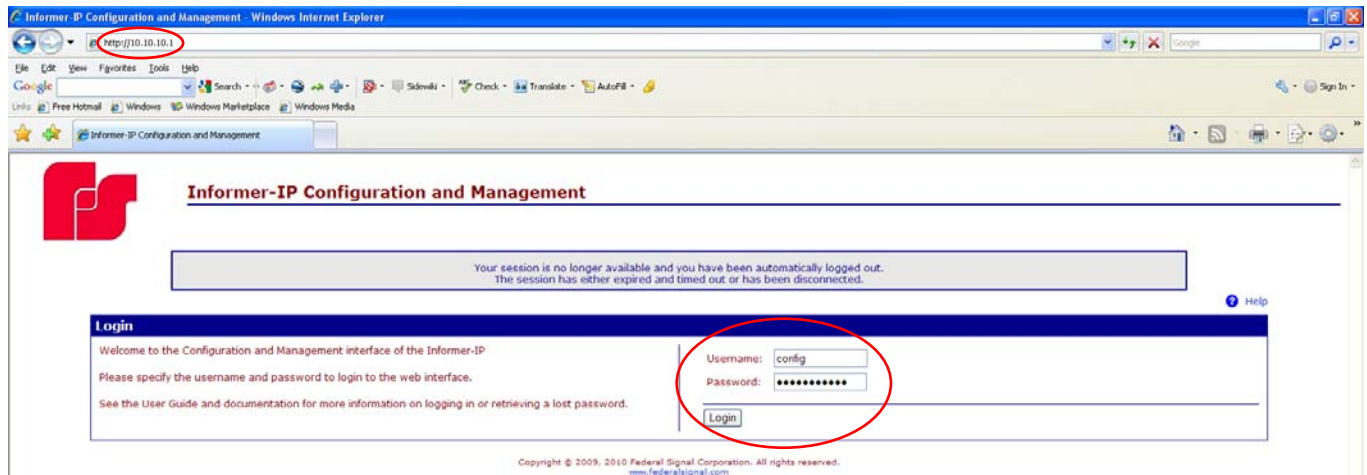 Informer-IP Configuration and Management - Windows Internet Explorer
http://10.10.10.1
Google
File Edit View Favorites Tools Help
Google Search Sidewiki Check Translate AutoFill Sign In
Links Free Hotmail Windows Windows Marketplace Windows Media
Informer-IP Configuration and Management
Informer-IP Configuration and Management
Your session is no longer available and you have been automatically logged out.
The session has either expired and timed out or has been disconnected.
Help
Login
Welcome to the Configuration and Management interface of the Informer-IP
Please specify the username and password to login to the web interface.
See the User Guide and documentation for more information on logging in or retrieving a lost password.
Username: config
Password: •••••••••••
Login
Copyright © 2009, 2010 Federal Signal Corporation. All rights reserved.
www.federalsignal.com